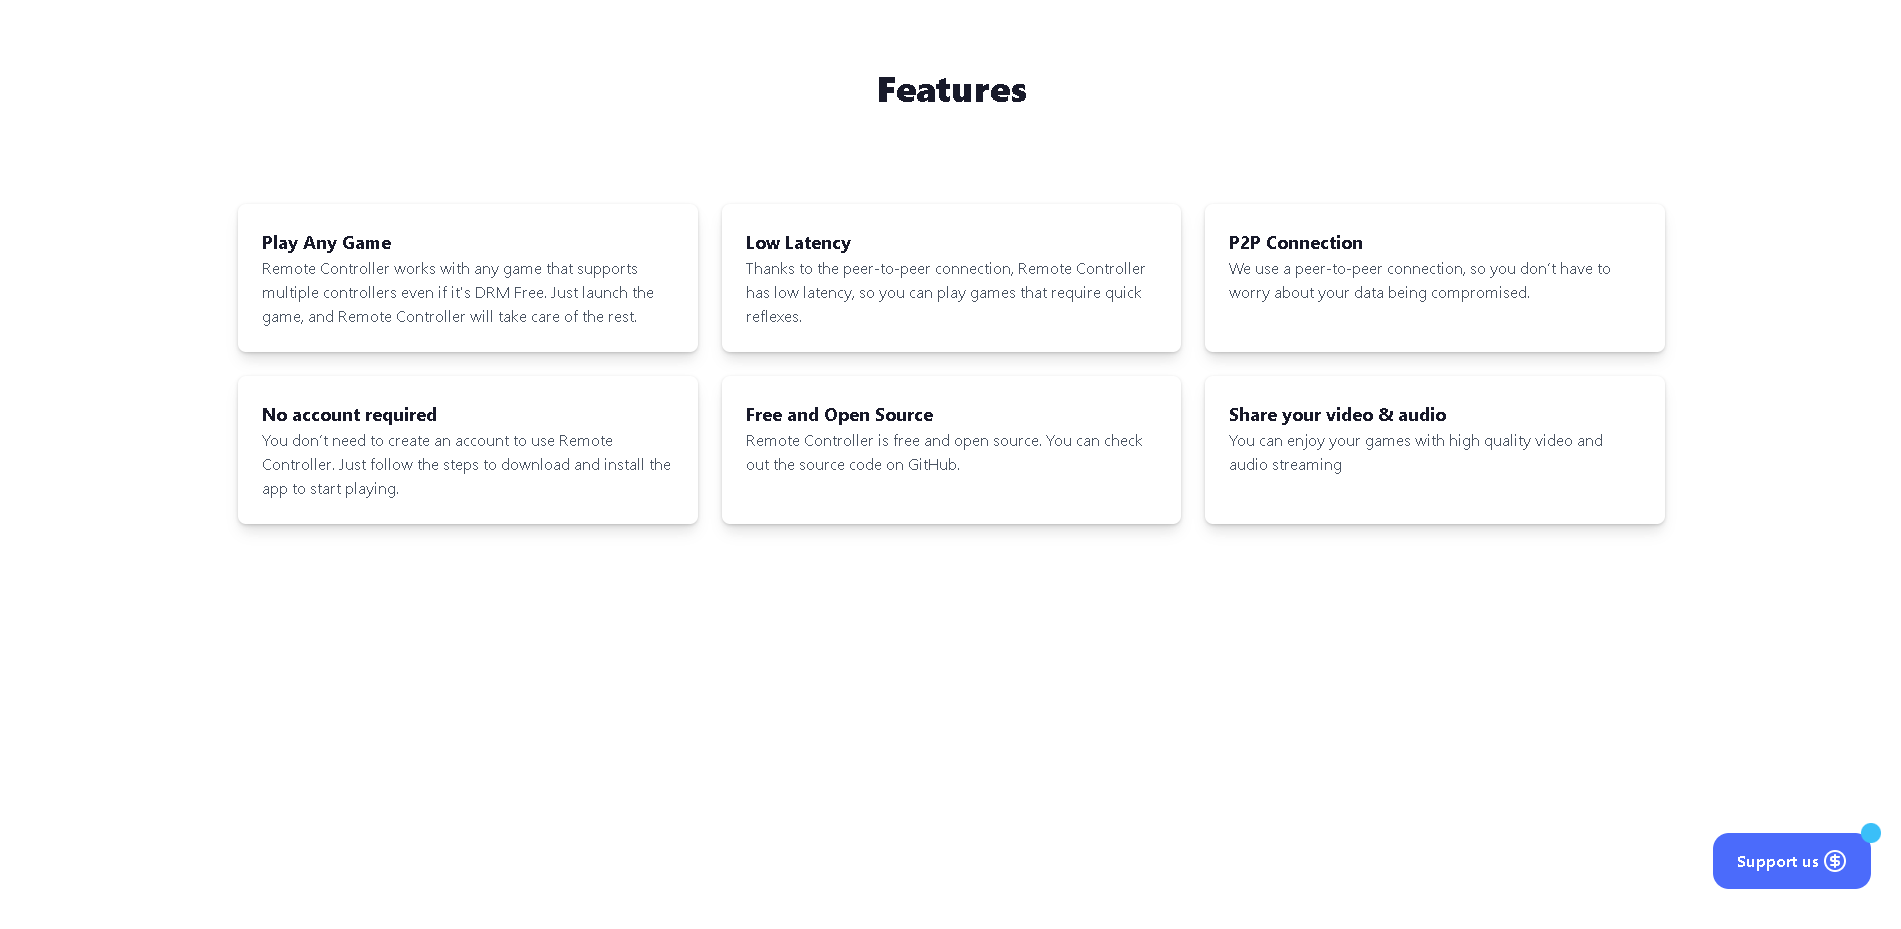 Features
Play Any Game
Remote Controller works with any game that supports
multiple controllers even if it's DRM Free. Just launch the
game, and Remote Controller will take care of the rest.
Low Latency
Thanks to the peer-to-peer connection, Remote Controller
has low latency, so you can play games that require quick
reflexes.
P2P Connection
We use a peer-to-peer connection, so you don't have to
worry about your data being compromised.
No account required
You don't need to create an account to use Remote
Controller. Just follow the steps to download and install the
app to start playing.
Free and Open Source
Remote Controller is free and open source. You can check
out the source code on GitHub.
Share your video & audio
You can enjoy your games with high quality video and
audio streaming
Support us